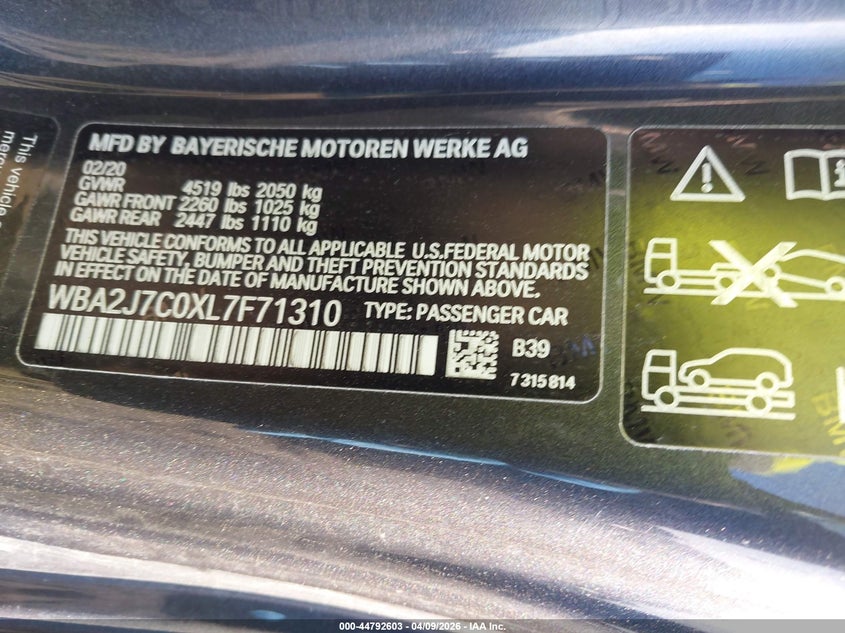 This vehicle
MFD BY BAYERISCHE MOTOREN WERKE AG
02/20
GVWR 4519 lbs 2050 kg
GAWR FRONT 2260 lbs 1025 kg
GAWR REAR 2447 lbs 1110 kg
THIS VEHICLE CONFORMS TO ALL APPLICABLE U.S.FEDERAL MOTOR
VEHICLE SAFETY, BUMPER AND THEFT PREVENTION STANDARDS
IN EFFECT ON THE DATE OF MANUFACTURE SHOWN ABOVE.
WBA2J7C0XL7F71310 TYPE: PASSENGER CAR
B39
7315814
000-44792603 - 04/09/2026 - IAA Inc.